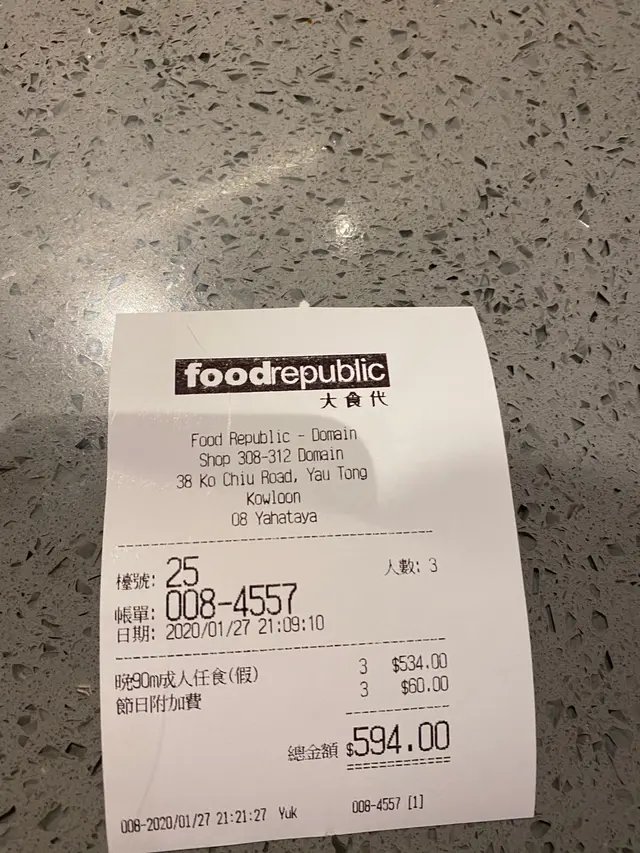 foodrepublic
大食代
Food Republic - Domain
Shop 308-312 Domain
38 Ko Chiu Road, Yau Tong
Kowloon
08 Yahataya
檯號: 25 人數: 3
帳單: 008-4557
日期: 2020/01/27 21:09:10
晚90m成人任食(假) 3 $534.00
節日附加費 3 $60.00
總金額 $594.00
008-2020/01/27 21:21:27 Yuk 008-4557 [1]